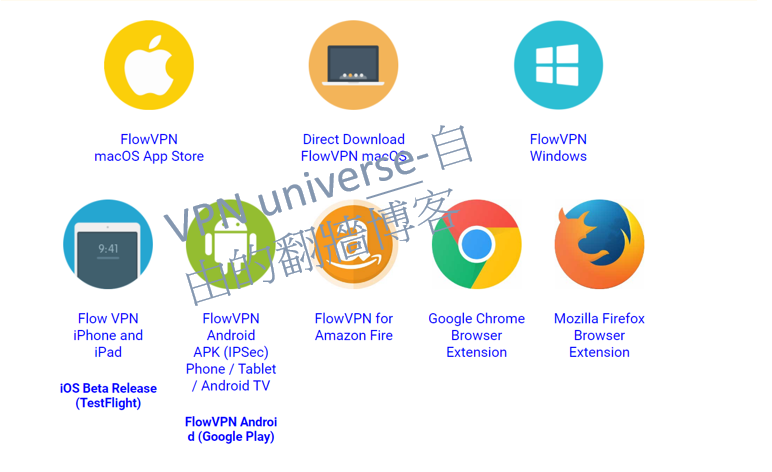 FlowVPN
macOS App Store
Direct Download
FlowVPN macOS
FlowVPN
Windows
VPN universe-自
由的翻牆博客
9:41
Flow VPN
iPhone and
iPad
iOS Beta Release
(TestFlight)
FlowVPN
Android
APK (IPSec)
Phone / Tablet
/ Android TV
FlowVPN Androi
d (Google Play)
FlowVPN for
Amazon Fire
Google Chrome
Browser
Extension
Mozilla Firefox
Browser
Extension